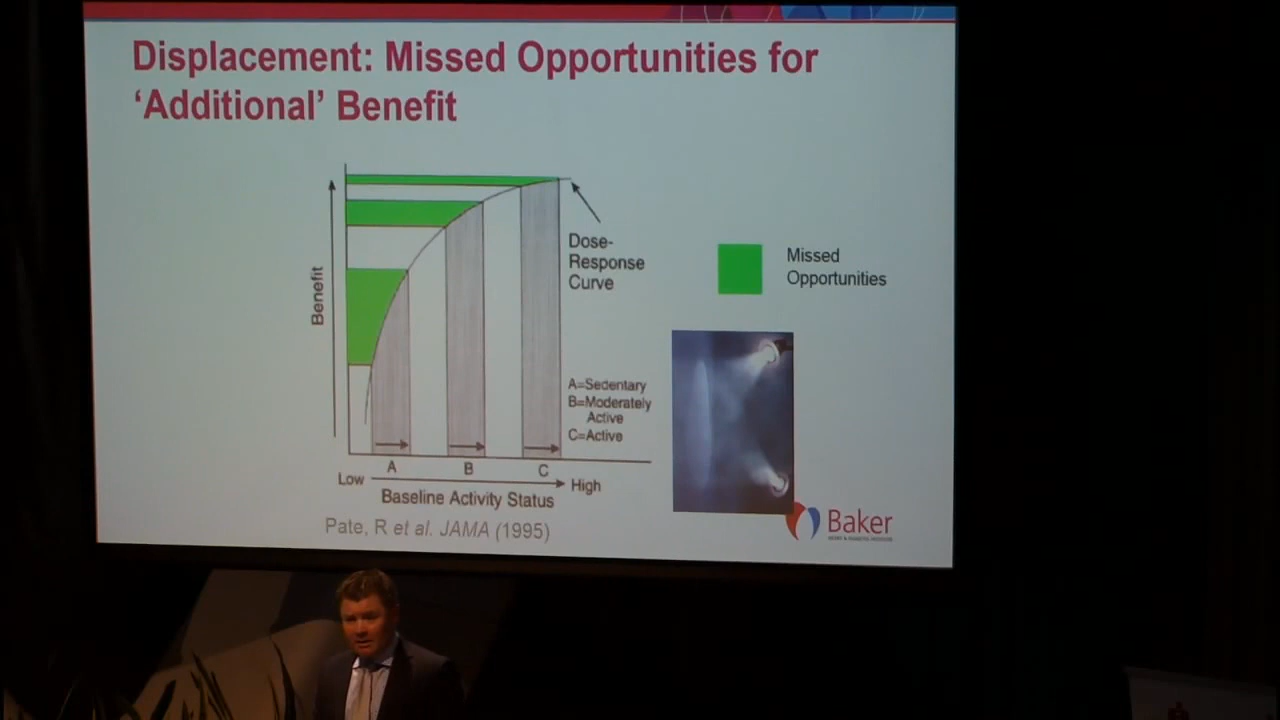 Displacement: Missed Opportunities for
‘Additional’ Benefit
Benefit
Dose-
Response
Curve
A=Sedentary
B=Moderately
Active
C=Active
A
B
C
Low
High
Baseline Activity Status
Pate, R et al. JAMA (1995)
Missed
Opportunities
Baker